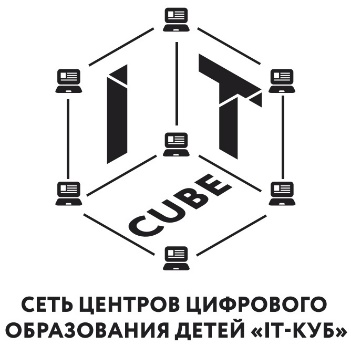 IT
CUBE
СЕТЬ ЦЕНТРОВ ЦИФРОВОГО
ОБРАЗОВАНИЯ ДЕТЕЙ «IT-КУБ»